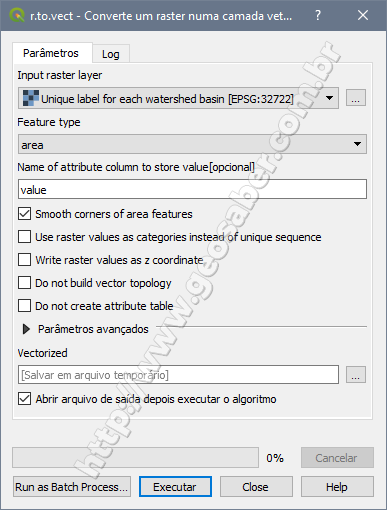 r.to.vect - Converte um raster numa camada vet...
Parâmetros Log
Input raster layer
Unique label for each watershed basin [EPSG:32722] ...
Feature type
area
Name of attribute column to store value[opcional]
value
Smooth corners of area features
Use raster values as categories instead of unique sequence
Write raster values as z coordinate
Do not build vector topology
Do not create attribute table
Parâmetros avançados
Vectorized
[Salvar em arquivo temporário] ...
Abrir arquivo de saída depois executar o algoritmo
0% Cancelar
Run as Batch Process... Executar Close Help
http://www.geosaber.com.br